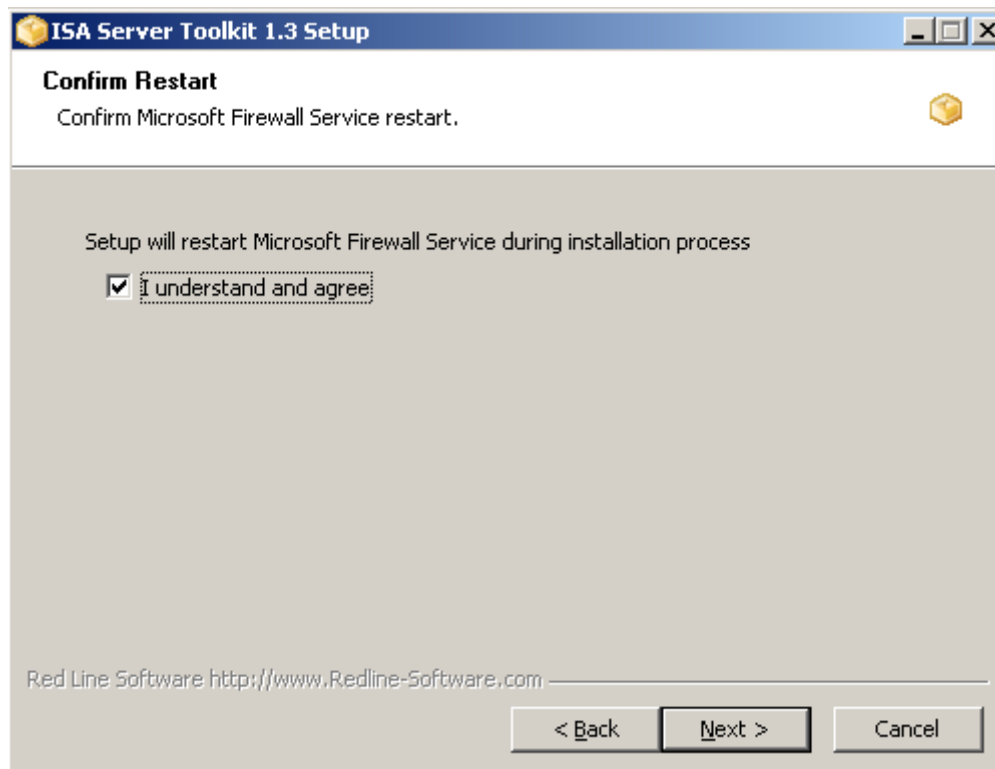 ISA Server Toolkit 1.3 Setup
Confirm Restart
Confirm Microsoft Firewall Service restart.
Setup will restart Microsoft Firewall Service during installation process
I understand and agree
Red Line Software http://www.Redline-Software.com
< Back Next > Cancel